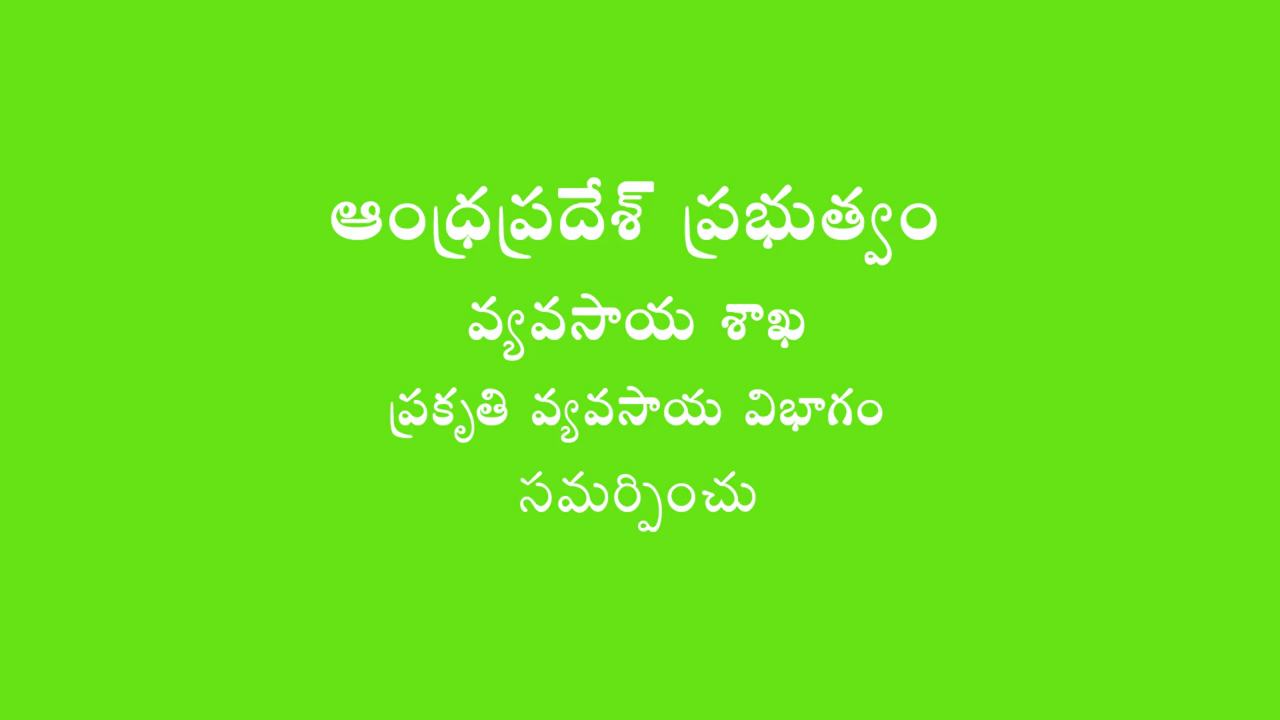 ఆంధ్రప్రదేశ్ ప్రభుత్వం
వ్యవసాయ శాఖ
ప్రకృతి వ్యవసాయ విభాగం
సమర్పించు